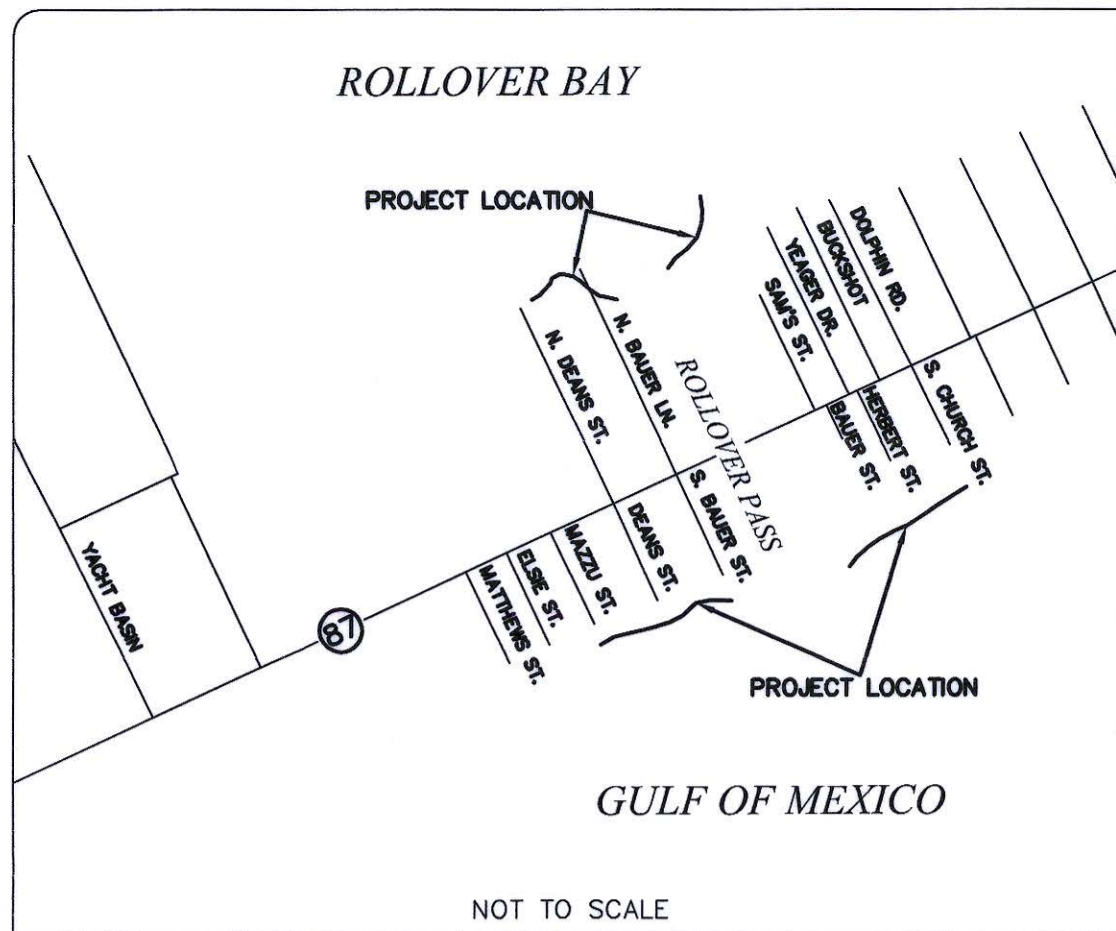 ROLLOVER BAY
PROJECT LOCATION
DOLPHIN RD.
BUCKSHOT
YEAGER DR.
SAM'S ST.
N. BAUER LN.
N. DEANS ST.
ROLLOVER PASS
S. CHURCH ST.
HERBERT ST.
BAUER ST.
S. BAUER ST.
DEANS ST.
MAZZU ST.
ELSIE ST.
MATTHEWS ST.
YACHT BASIN
87
PROJECT LOCATION
GULF OF MEXICO
NOT TO SCALE